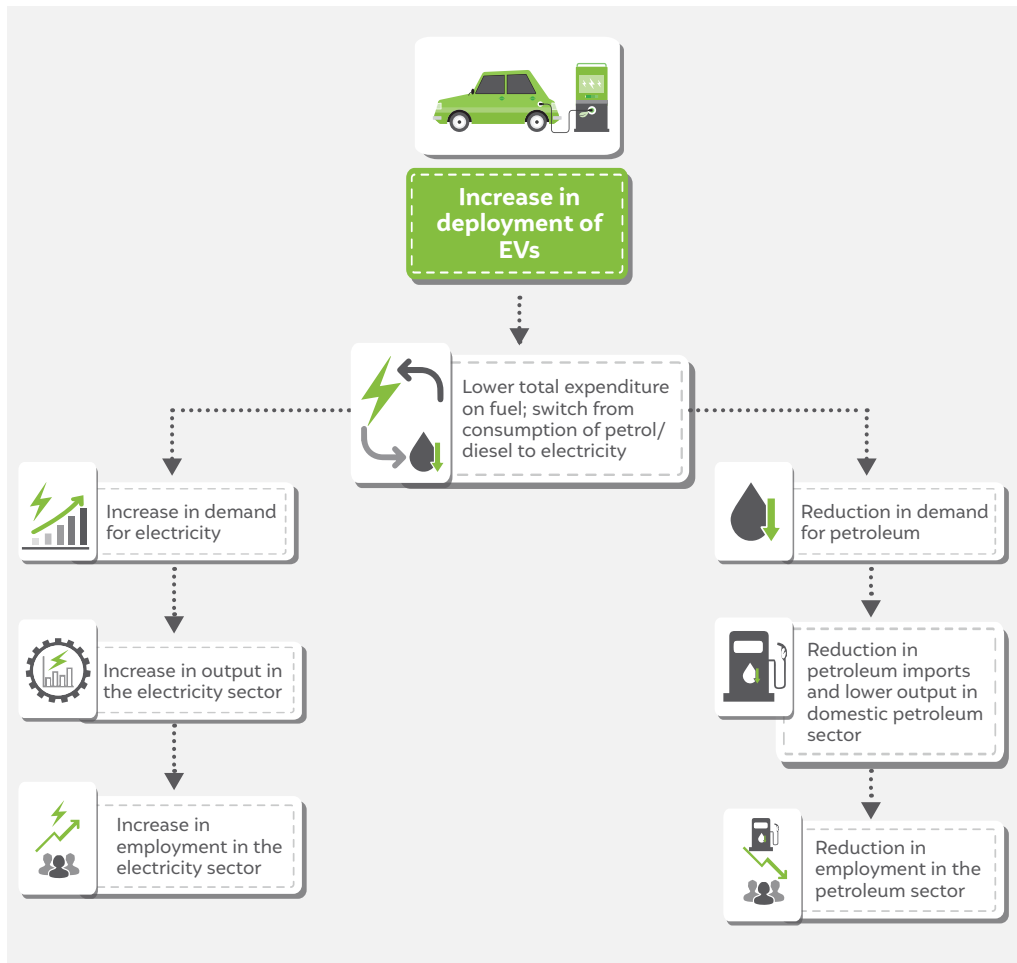 Increase in
deployment of
EVs
Lower total expenditure
on fuel; switch from
consumption of petrol/
diesel to electricity
Increase in demand
for electricity
Increase in output in
the electricity sector
Increase in
employment in the
electricity sector
Reduction in demand
for petroleum
Reduction in
petroleum imports
and lower output in
domestic petroleum
sector
Reduction in
employment in the
petroleum sector